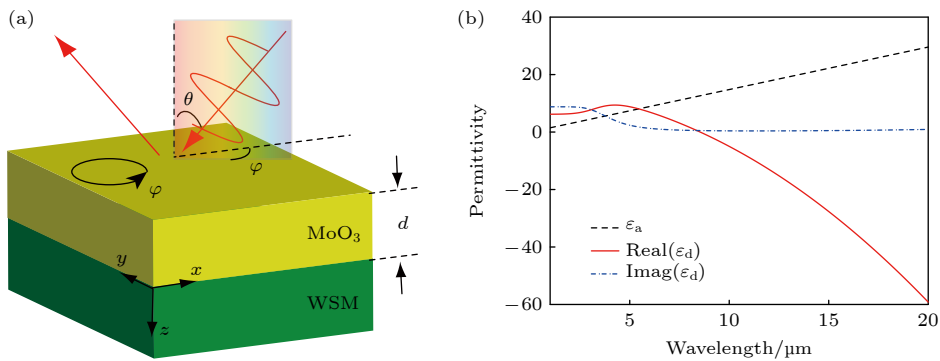 (a)
θ
φ
φ
MoO₃
d
y
x
WSM
z
(b)
Permittivity
20
0
−20
−40
−60
εa
Real(εd)
Imag(εd)
5
10
15
20
Wavelength/μm